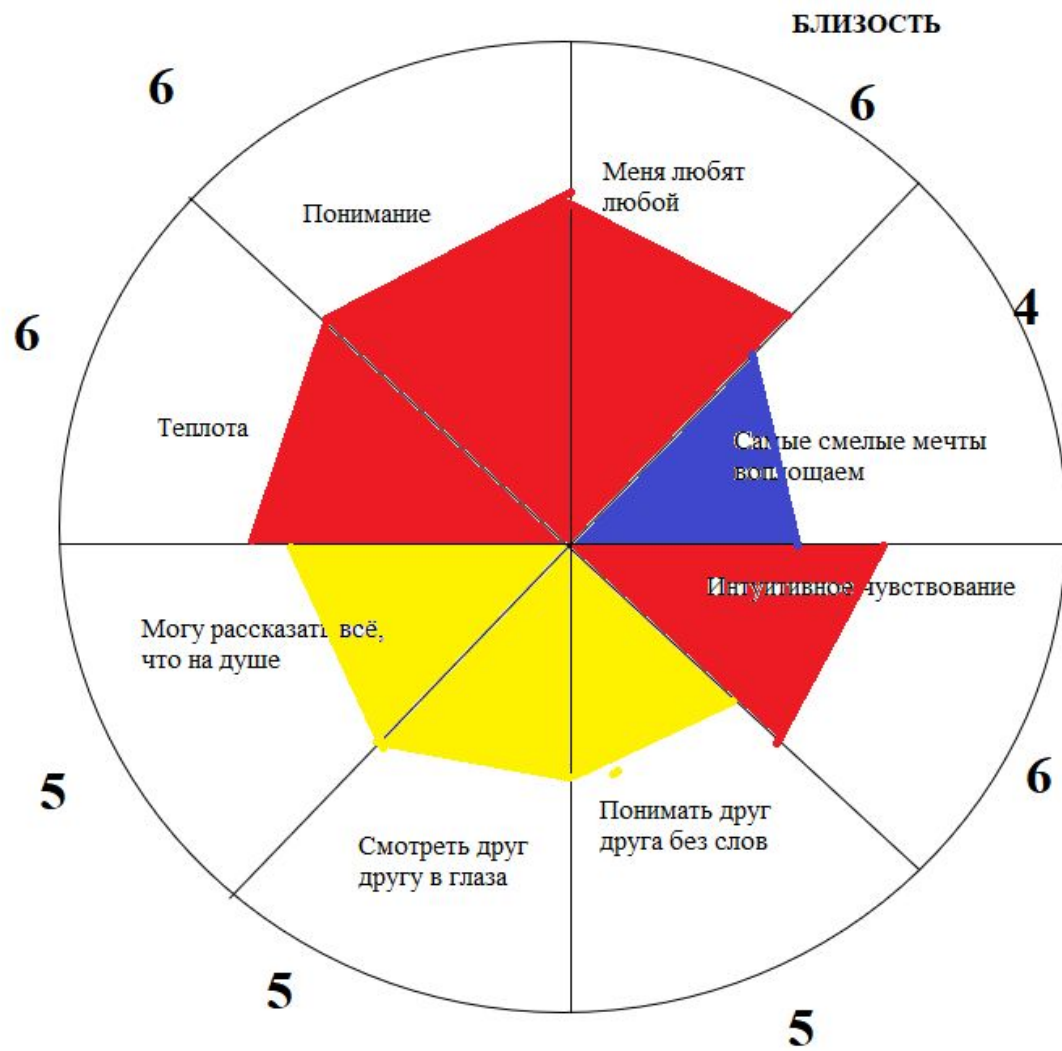 БЛИЗОСТЬ
6
6
Меня любят
любой
Понимание
4
6
Теплота
Самые смелые мечты
воплощаем
Интуитивное чувствование
Могу рассказать всё,
что на душе
6
5
Понимать друг
друга без слов
Смотреть друг
другу в глаза
5
5